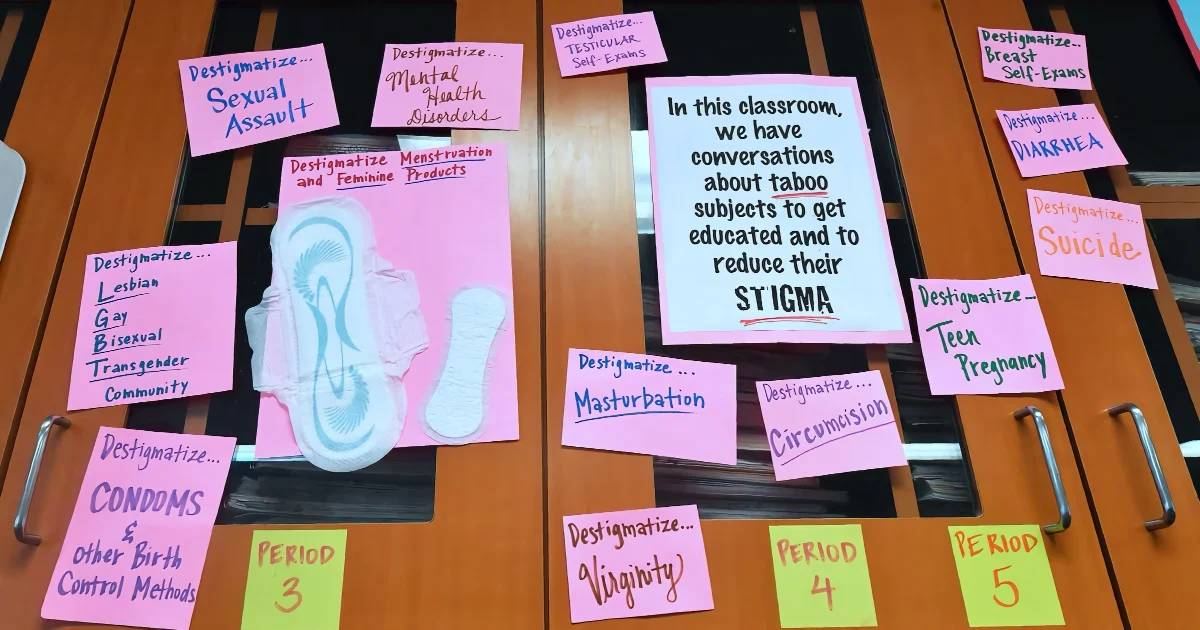 Destigmatize...
Sexual
Assault
Destigmatize...
Mental
Health
Disorders
Destigmatize...
TESTICULAR
Self-Exams
Destigmatize..
Breast
Self-Exams
Destigmatize...
DIARRHEA
Destigmatize Menstruation
and Feminine Products
In this classroom,
we have
conversations
about taboo
subjects to get
educated and to
reduce their
STIGMA
Destigmatize...
Suicide
Destigmatize...
Lesbian
Gay
Bisexual
Transgender
Community
Destigmatize...
Teen
Pregnancy
Destigmatize...
Masturbation
Destigmatize...
Circumcision
Destigmatize...
CONDOMS
&
other Birth
Control Methods
Destigmatize...
Virginity
PERIOD
3
PERIOD
4
PERIOD
5